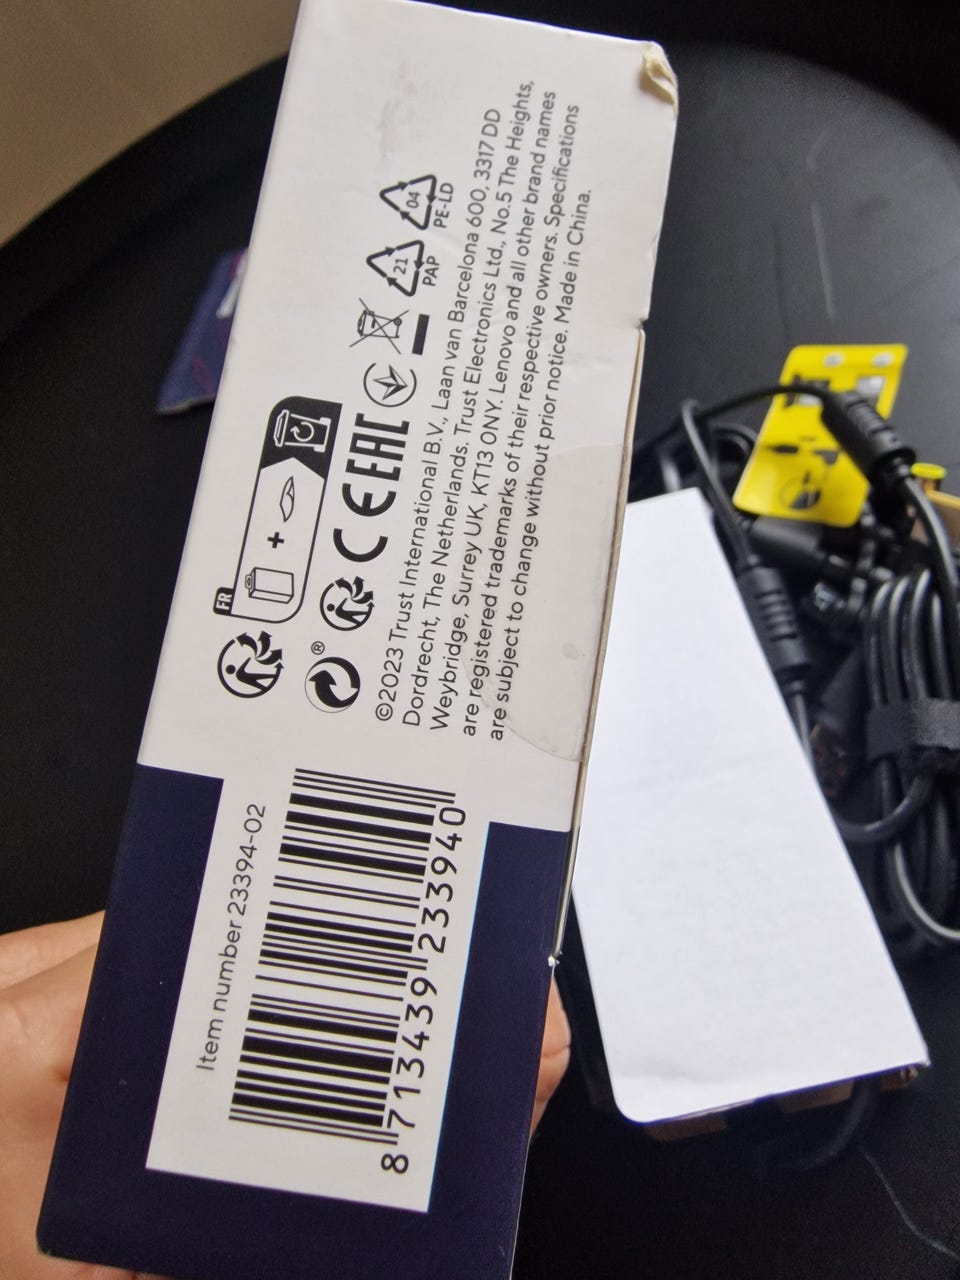 FR
21
PAP
04
PE-LD
©2023 Trust International B.V., Laan van Barcelona 600, 3317 DD
Dordrecht, The Netherlands. Trust Electronics Ltd., No.5 The Heights,
Weybridge, Surrey UK, KT13 0NY. Lenovo and all other brand names
are registered trademarks of their respective owners. Specifications
are subject to change without prior notice. Made in China.
Item number 23394-02
8 713439 233940
CE EAC
®